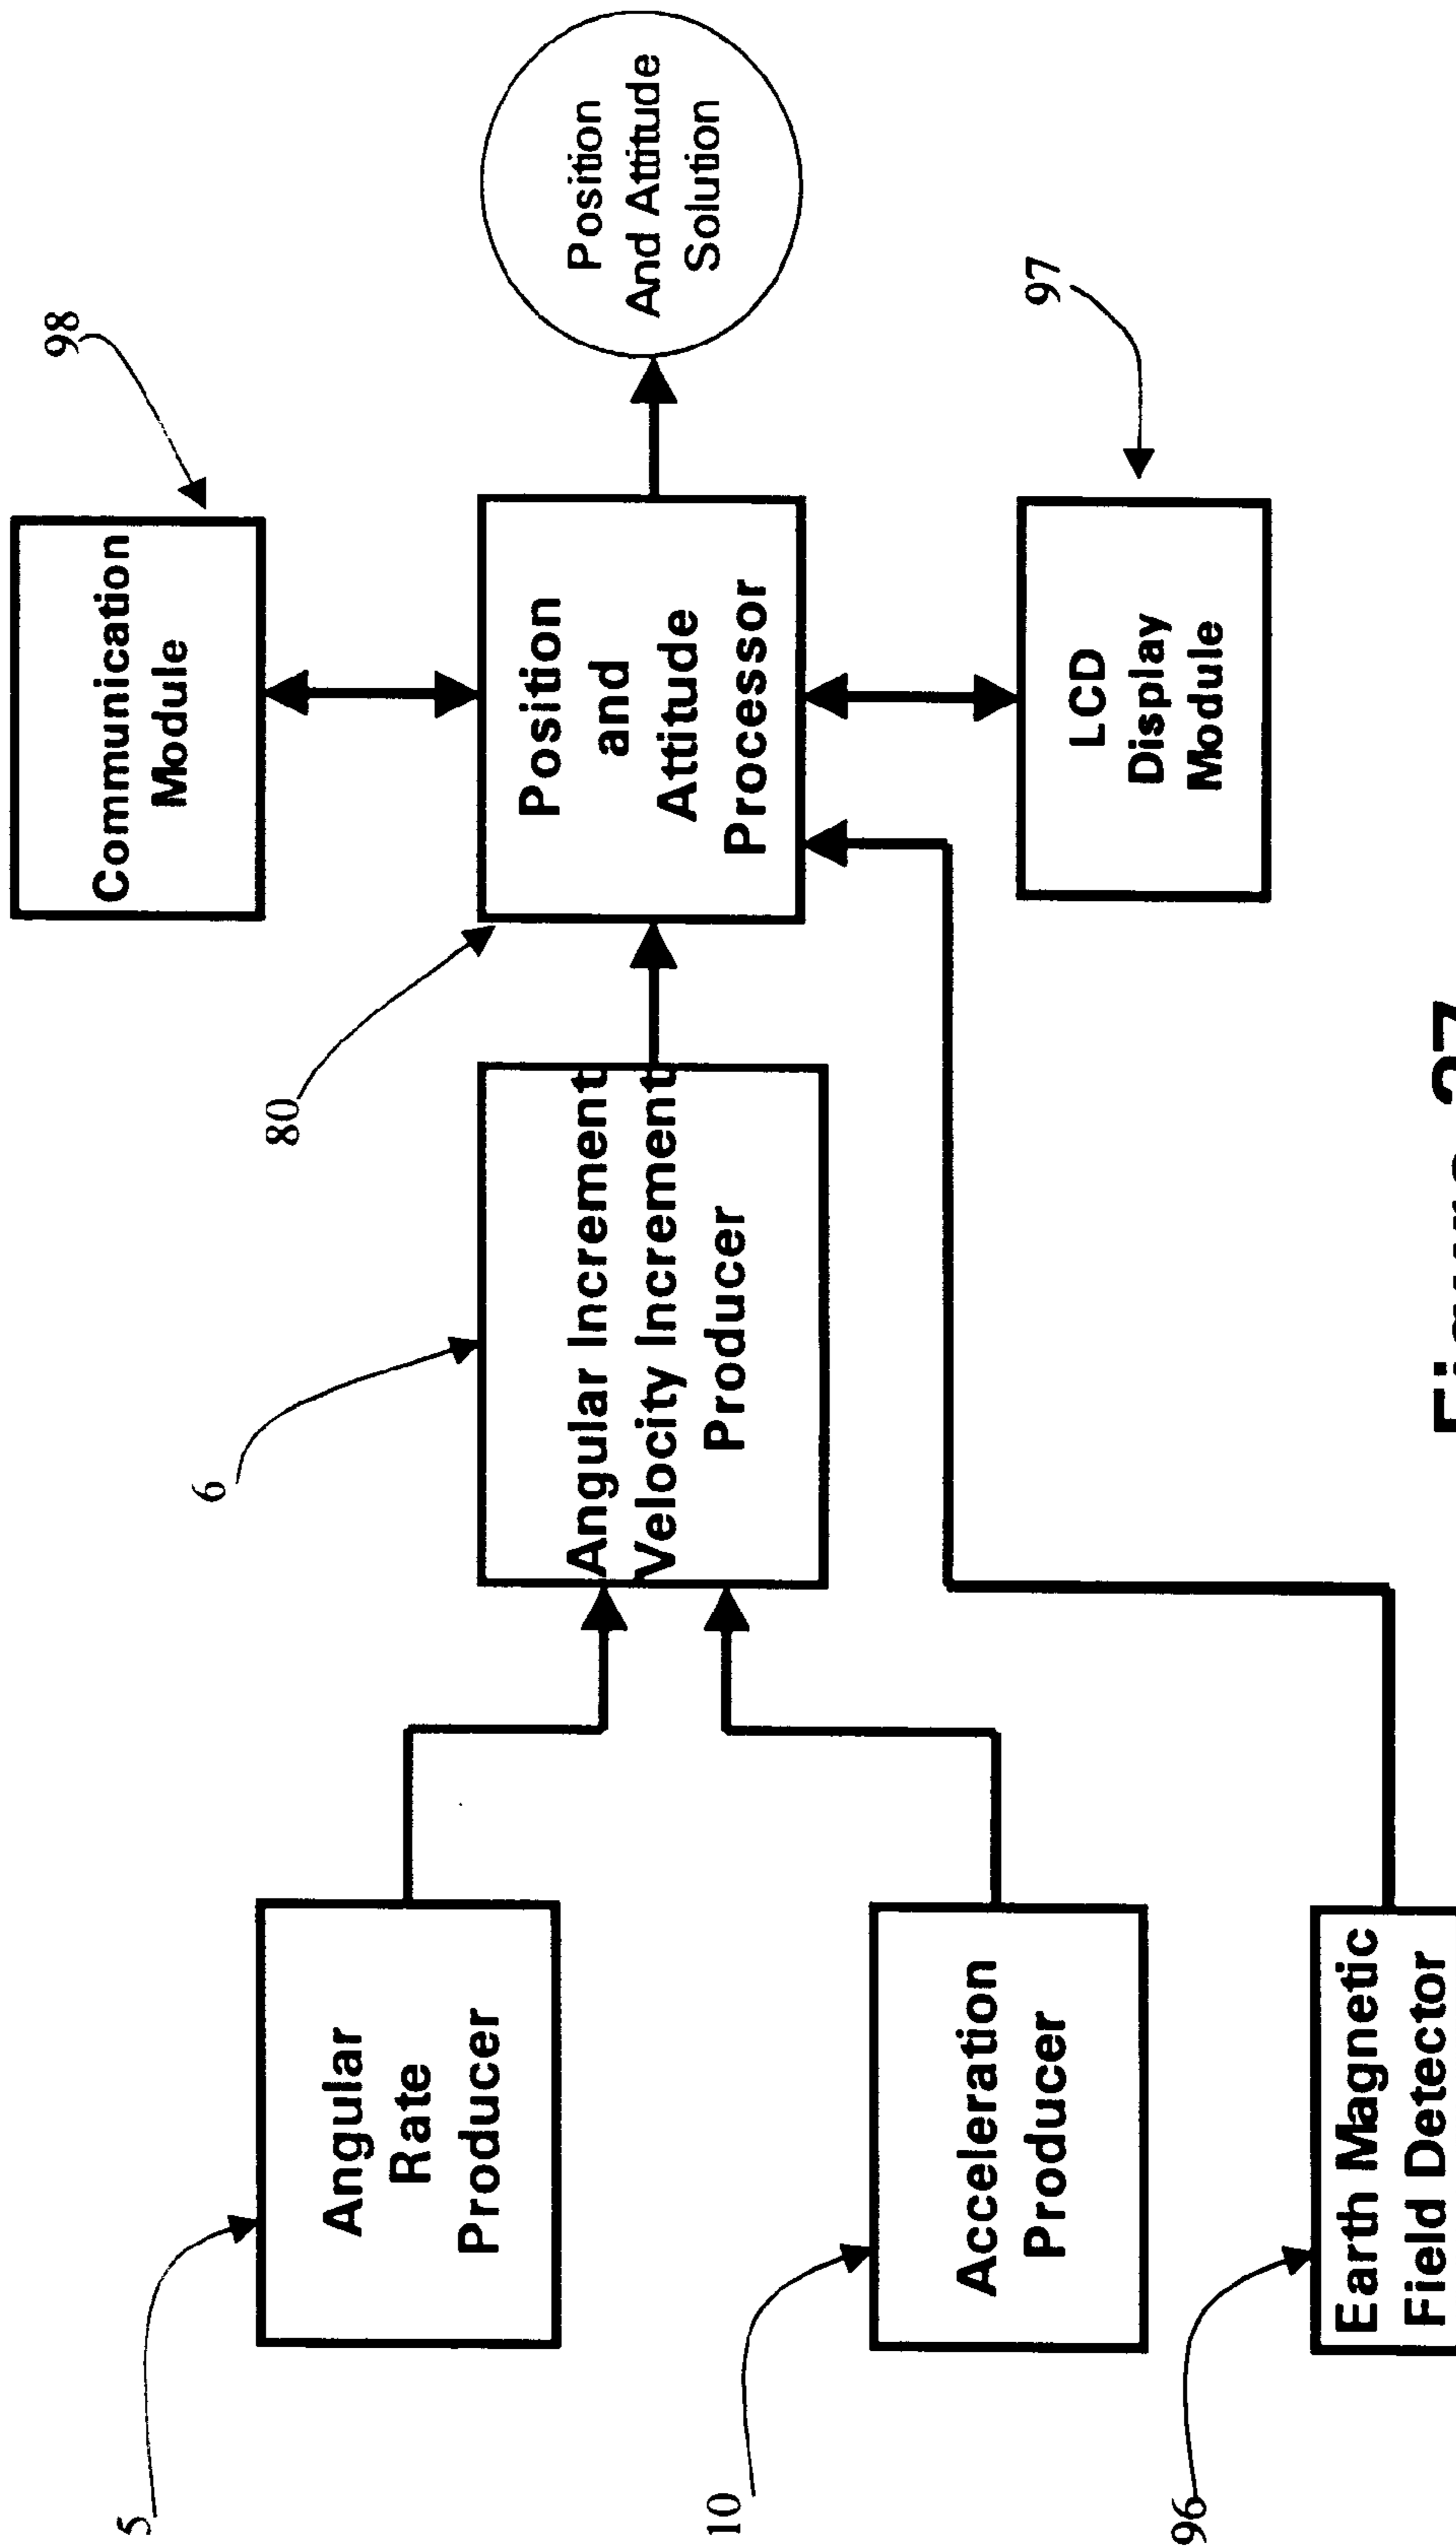 98
Communication
Module
5
Angular
Rate
Producer
6
Angular Increment
Velocity Increment
Producer
80
Position
and
Attitude
Processor
Position
And Attitude
Solution
10
Acceleration
Producer
97
LCD
Display
Module
96
Earth Magnetic
Field Detector